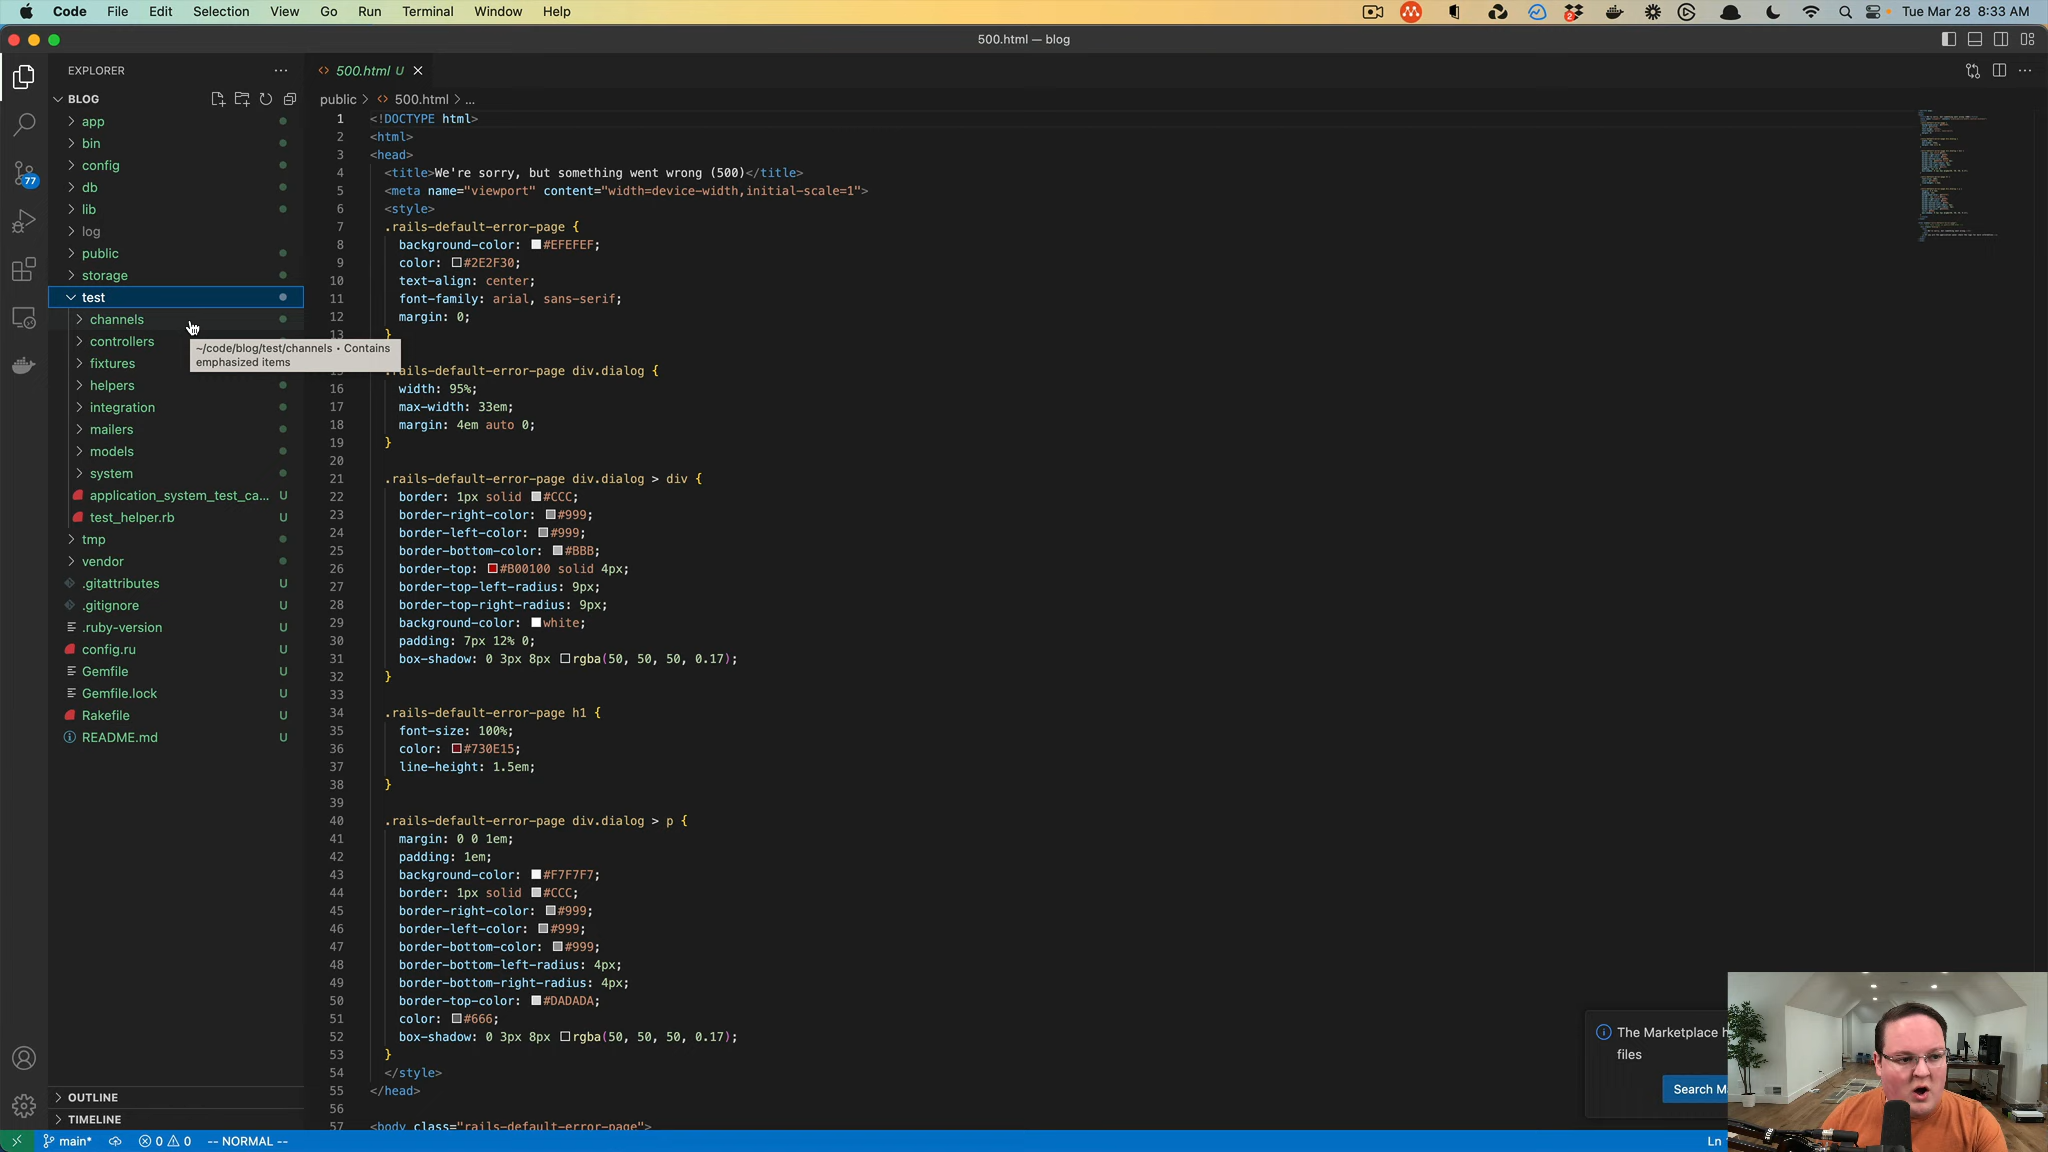 Code File Edit Selection View Go Run Terminal Window Help
2
Tue Mar 28 8:33 AM
500.html — blog
EXPLORER
BLOG
app
bin
config
db
lib
log
public
storage
test
channels
controllers
fixtures
helpers
integration
mailers
models
system
application_system_test_ca... U
test_helper.rb U
tmp
vendor
.gitattributes U
.gitignore U
.ruby-version U
config.ru U
Gemfile U
Gemfile.lock U
Rakefile U
README.md U
OUTLINE
TIMELINE
77
~/code/blog/test/channels • Contains
emphasized items
500.html U
public > 500.html > ...
1 <!DOCTYPE html>
2 <html>
3 <head>
4 <title>We're sorry, but something went wrong (500)</title>
5 <meta name="viewport" content="width=device-width,initial-scale=1">
6 <style>
7 .rails-default-error-page {
8 background-color: #EFEFEF;
9 color: #2E2F30;
10 text-align: center;
11 font-family: arial, sans-serif;
12 margin: 0;
13 }
15 .rails-default-error-page div.dialog {
16 width: 95%;
17 max-width: 33em;
18 margin: 4em auto 0;
19 }
20
21 .rails-default-error-page div.dialog > div {
22 border: 1px solid #CCC;
23 border-right-color: #999;
24 border-left-color: #999;
25 border-bottom-color: #BBB;
26 border-top: #B00100 solid 4px;
27 border-top-left-radius: 9px;
28 border-top-right-radius: 9px;
29 background-color: white;
30 padding: 7px 12% 0;
31 box-shadow: 0 3px 8px rgba(50, 50, 50, 0.17);
32 }
33
34 .rails-default-error-page h1 {
35 font-size: 100%;
36 color: #730E15;
37 line-height: 1.5em;
38 }
39
40 .rails-default-error-page div.dialog > p {
41 margin: 0 0 1em;
42 padding: 1em;
43 background-color: #F7F7F7;
44 border: 1px solid #CCC;
45 border-right-color: #999;
46 border-left-color: #999;
47 border-bottom-color: #999;
48 border-bottom-left-radius: 4px;
49 border-bottom-right-radius: 4px;
50 border-top-color: #DADADA;
51 color: #666;
52 box-shadow: 0 3px 8px rgba(50, 50, 50, 0.17);
53 }
54 </style>
55 </head>
56
57 <body class="rails-default-error-page">
The Marketplace h
files
Search M
main* 0 0 -- NORMAL --
Ln